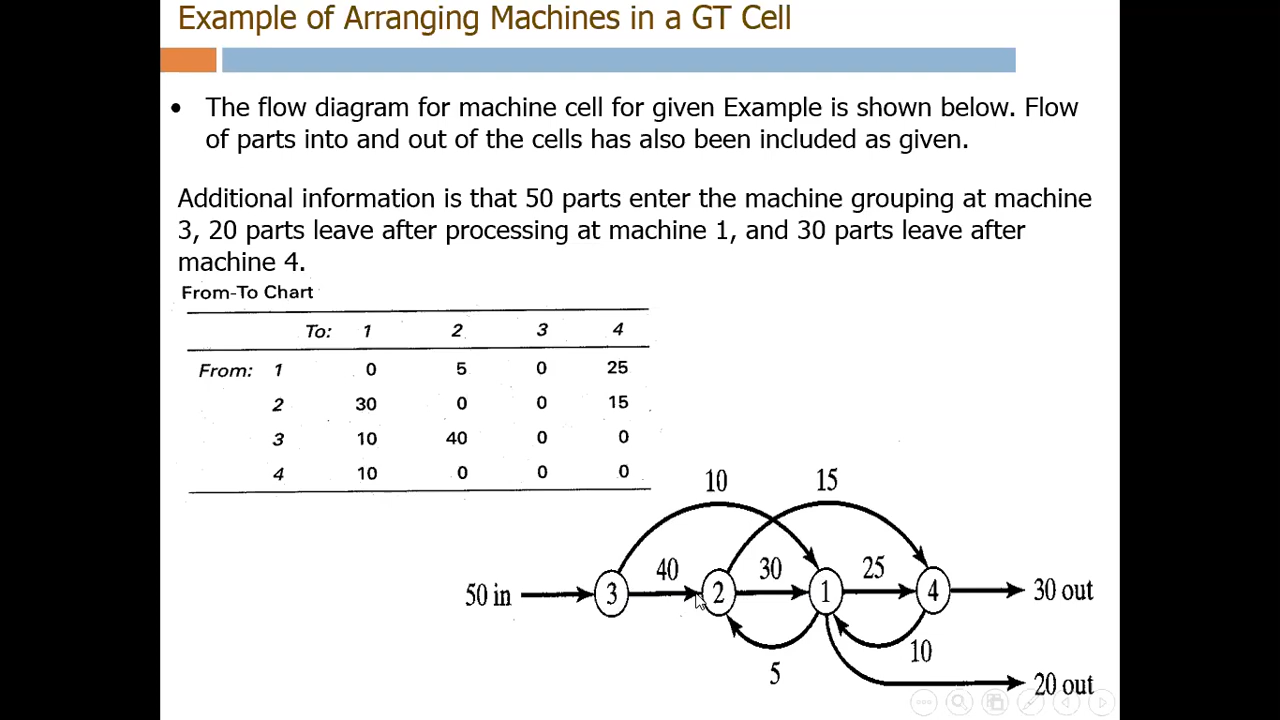 Example of Arranging Machines in a GT Cell
• The flow diagram for machine cell for given Example is shown below. Flow
of parts into and out of the cells has also been included as given.
Additional information is that 50 parts enter the machine grouping at machine
3, 20 parts leave after processing at machine 1, and 30 parts leave after
machine 4.
From-To Chart
To: 1 2 3 4
From: 1 0 5 0 25
2 30 0 0 15
3 10 40 0 0
4 10 0 0 0
10 15
40 30 25
50 in 3 2 1 4 30 out
5 10
20 out